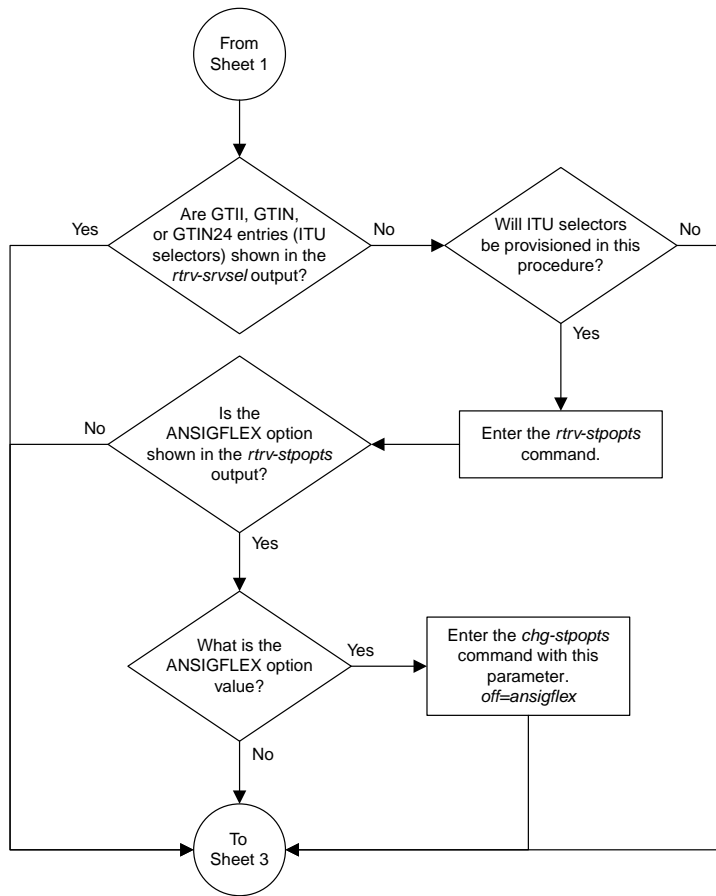 From
Sheet 1
Are GTII, GTIN,
or GTIN24 entries (ITU
selectors) shown in the
rtrv-srvsel output?
Yes
No
Will ITU selectors
be provisioned in this
procedure?
No
Yes
Enter the rtrv-stpopts
command.
Is the
ANSIGFLEX option
shown in the rtrv-stpopts
output?
No
Yes
What is the
ANSIGFLEX option
value?
Yes
No
Enter the chg-stpopts
command with this
parameter.
off=ansigflex
To
Sheet 3